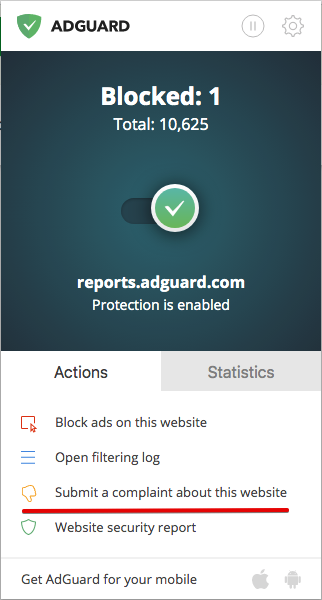 ADGUARD
Blocked: 1
Total: 10,625
reports.adguard.com
Protection is enabled
Actions
Statistics
Block ads on this website
Open filtering log
Submit a complaint about this website
Website security report
Get AdGuard for your mobile